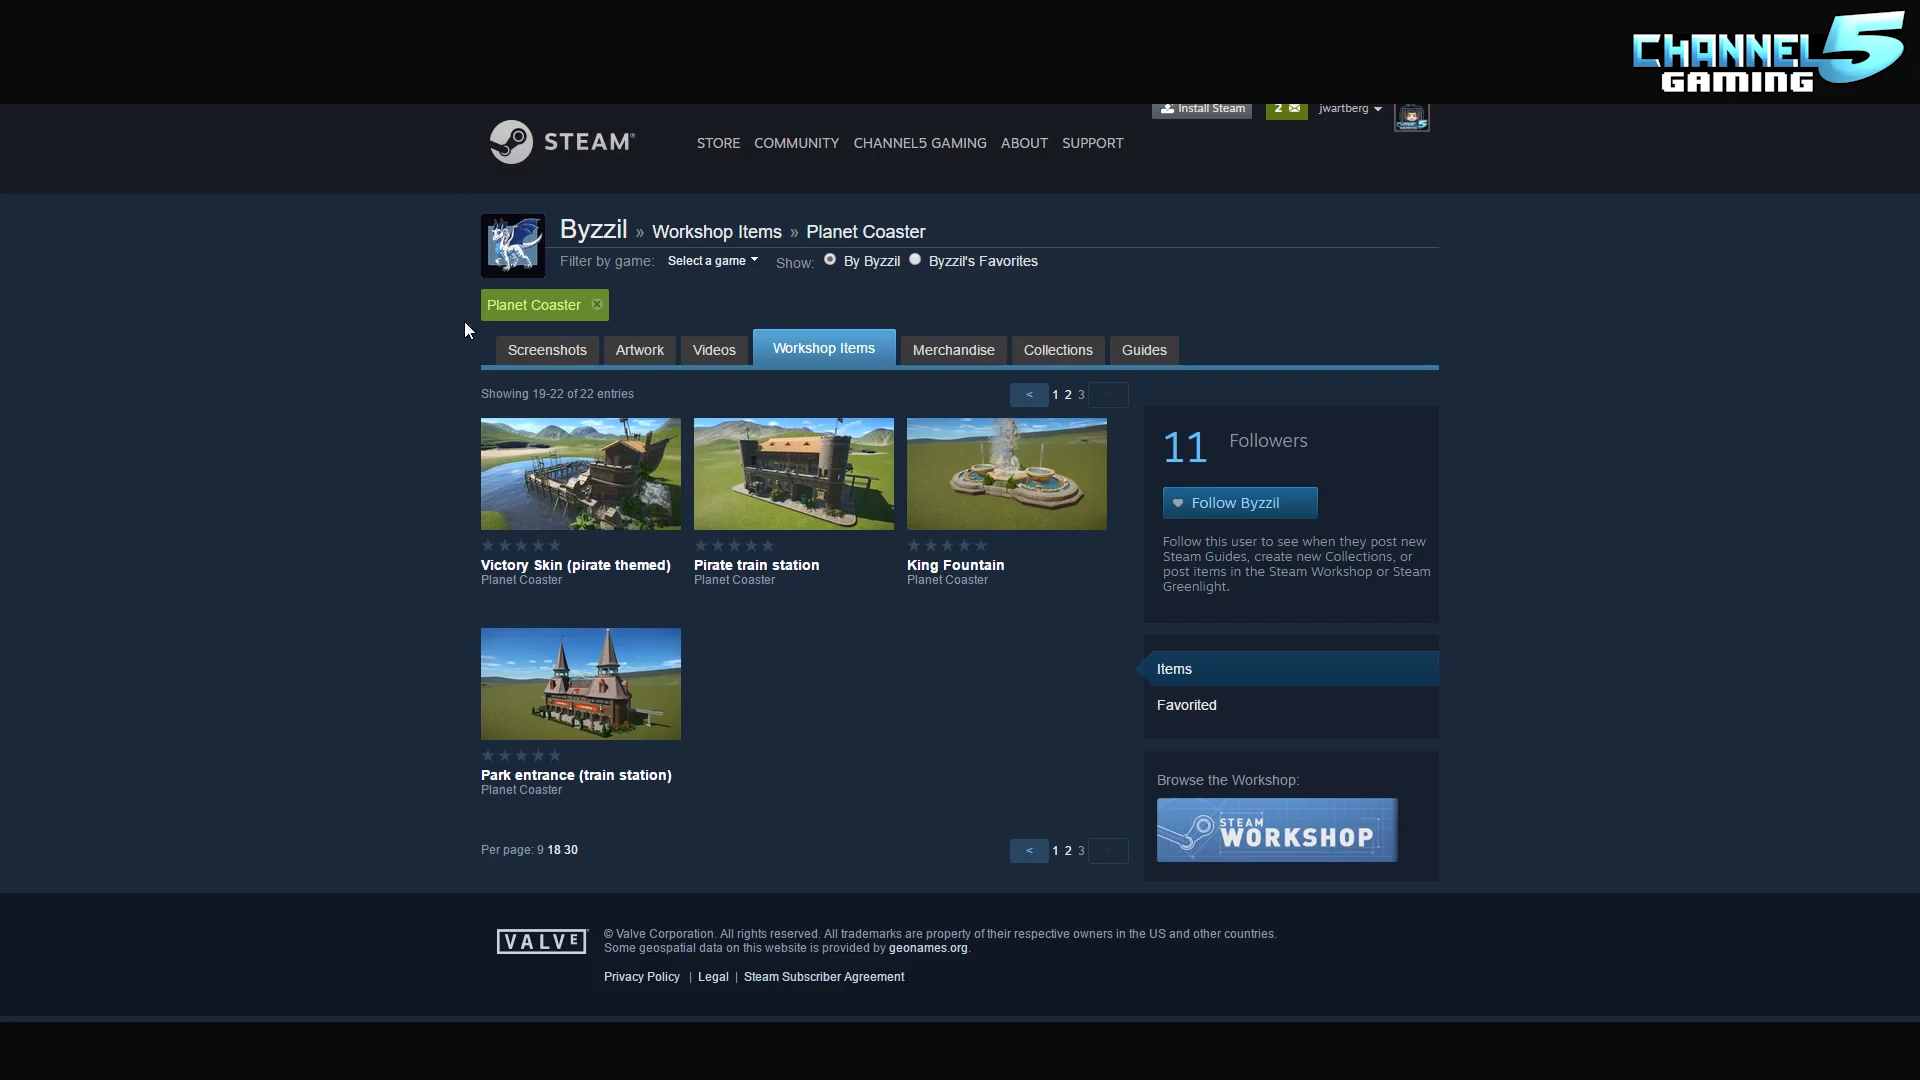 CHANNEL 5
GAMING
Install Steam
2
jwartberg
STEAM®
STORE COMMUNITY CHANNEL5 GAMING ABOUT SUPPORT
Byzzil » Workshop Items » Planet Coaster
Filter by game: Select a game Show: By Byzzil Byzzil's Favorites
Planet Coaster
Screenshots Artwork Videos Workshop Items Merchandise Collections Guides
Showing 19-22 of 22 entries
< 1 2 3 >
Victory Skin (pirate themed)
Planet Coaster
Pirate train station
Planet Coaster
King Fountain
Planet Coaster
Park entrance (train station)
Planet Coaster
Per page: 9 18 30
< 1 2 3 >
11 Followers
Follow Byzzil
Follow this user to see when they post new
Steam Guides, create new Collections, or
post items in the Steam Workshop or Steam
Greenlight.
Items
Favorited
Browse the Workshop:
STEAM
WORKSHOP
VALVE
© Valve Corporation. All rights reserved. All trademarks are property of their respective owners in the US and other countries.
Some geospatial data on this website is provided by geonames.org.
Privacy Policy | Legal | Steam Subscriber Agreement